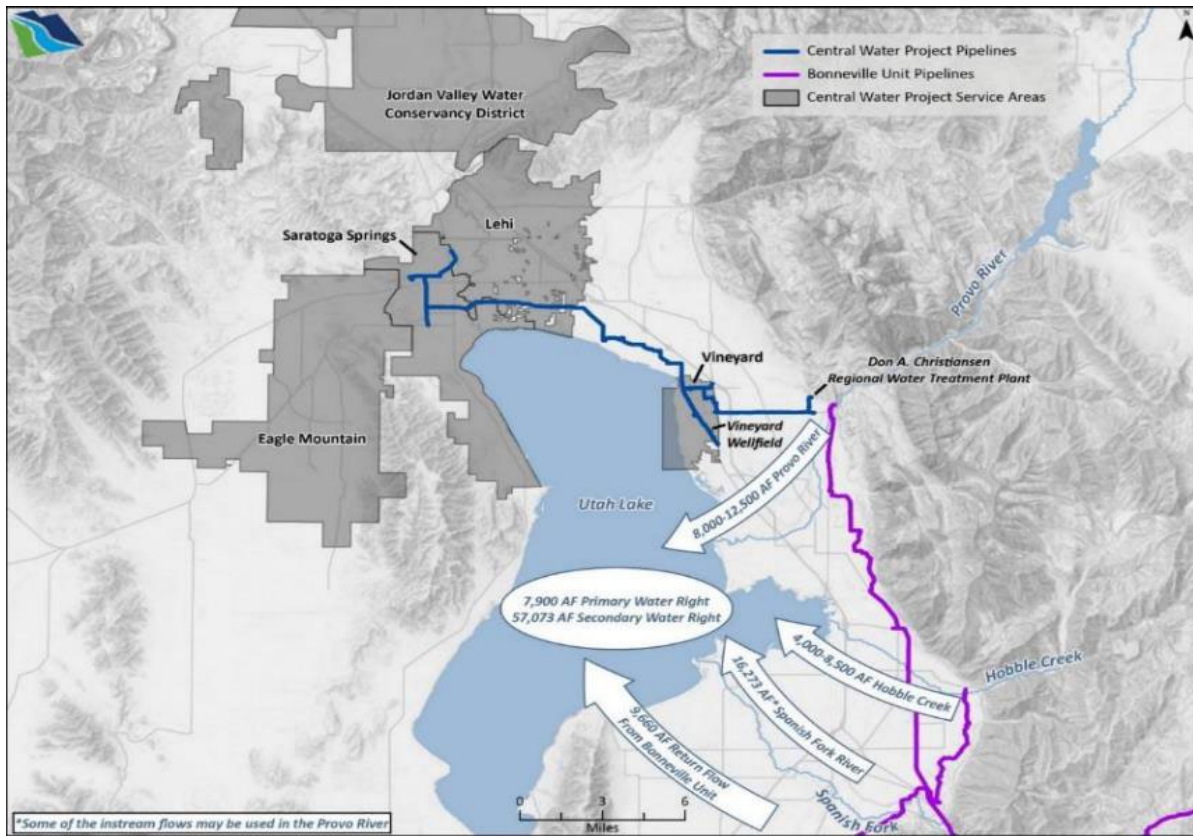 N
Central Water Project Pipelines
Bonneville Unit Pipelines
Central Water Project Service Areas
Jordan Valley Water
Conservancy District
Lehi
Saratoga Springs
Provo River
Vineyard
Don A. Christiansen
Regional Water Treatment Plant
Eagle Mountain
Vineyard
Wellfield
8,000-12,500 AF Provo River
Utah Lake
7,900 AF Primary Water Right
57,073 AF Secondary Water Right
4,000-8,500 AF Hobble Creek
Hobble Creek
16,273 AF* Spanish Fork River
9,660 AF Return Flow
From Bonneville Unit
Spanish Fork
0 3 6
Miles
*Some of the instream flows may be used in the Provo River